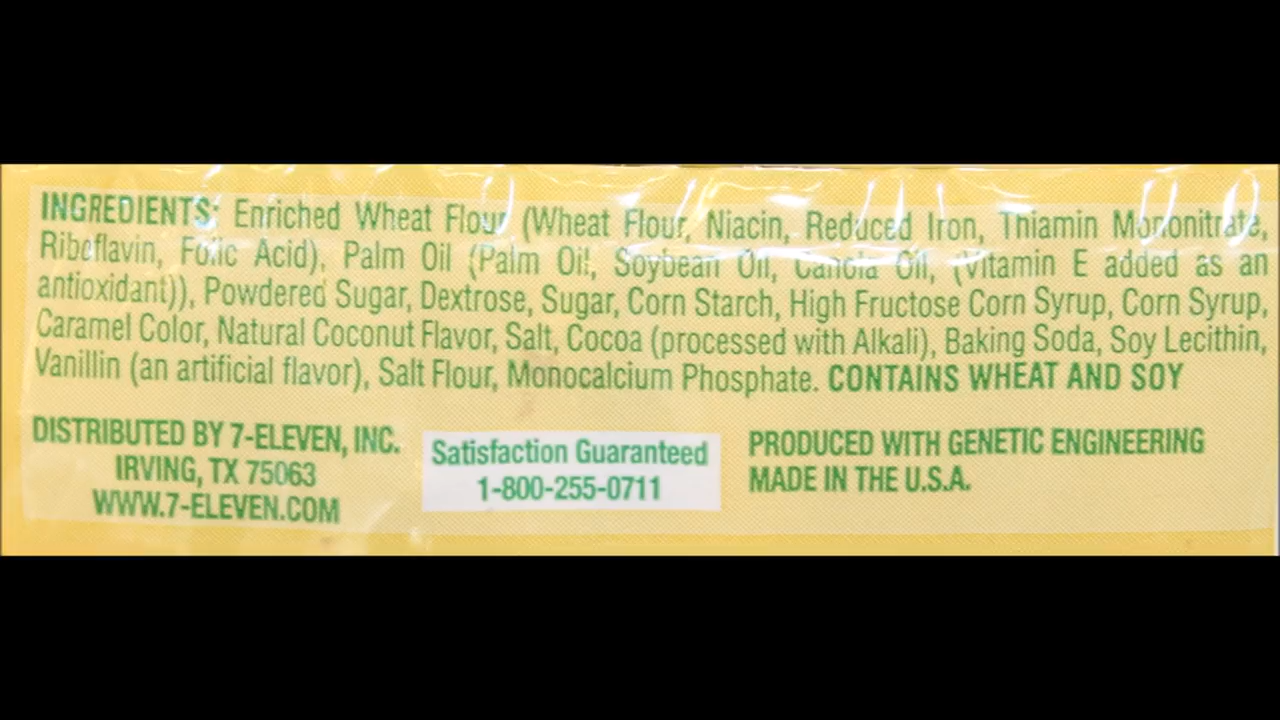 INGREDIENTS: Enriched Wheat Flour (Wheat Flour, Niacin, Reduced Iron, Thiamin Mononitrate,
Riboflavin, Folic Acid), Palm Oil (Palm Oil, Soybean Oil, Canola Oil, (Vitamin E added as an
antioxidant)), Powdered Sugar, Dextrose, Sugar, Corn Starch, High Fructose Corn Syrup, Corn Syrup,
Caramel Color, Natural Coconut Flavor, Salt, Cocoa (processed with Alkali), Baking Soda, Soy Lecithin,
Vanillin (an artificial flavor), Salt Flour, Monocalcium Phosphate. CONTAINS WHEAT AND SOY
DISTRIBUTED BY 7-ELEVEN, INC.
IRVING, TX 75063
WWW.7-ELEVEN.COM
Satisfaction Guaranteed
1-800-255-0711
PRODUCED WITH GENETIC ENGINEERING
MADE IN THE U.S.A.